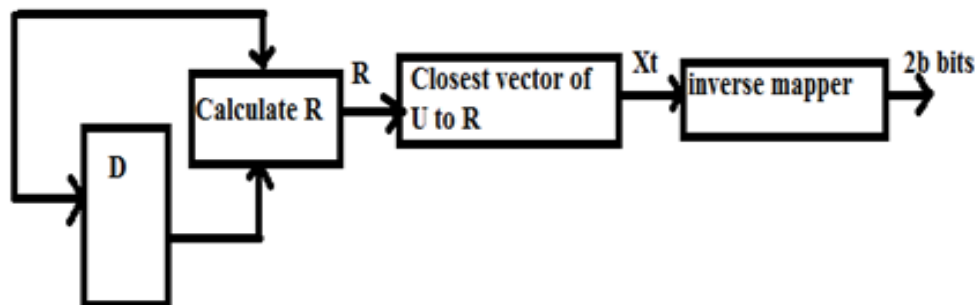 D
Calculate R
R
Closest vector of
U to R
Xt
inverse mapper
2b bits